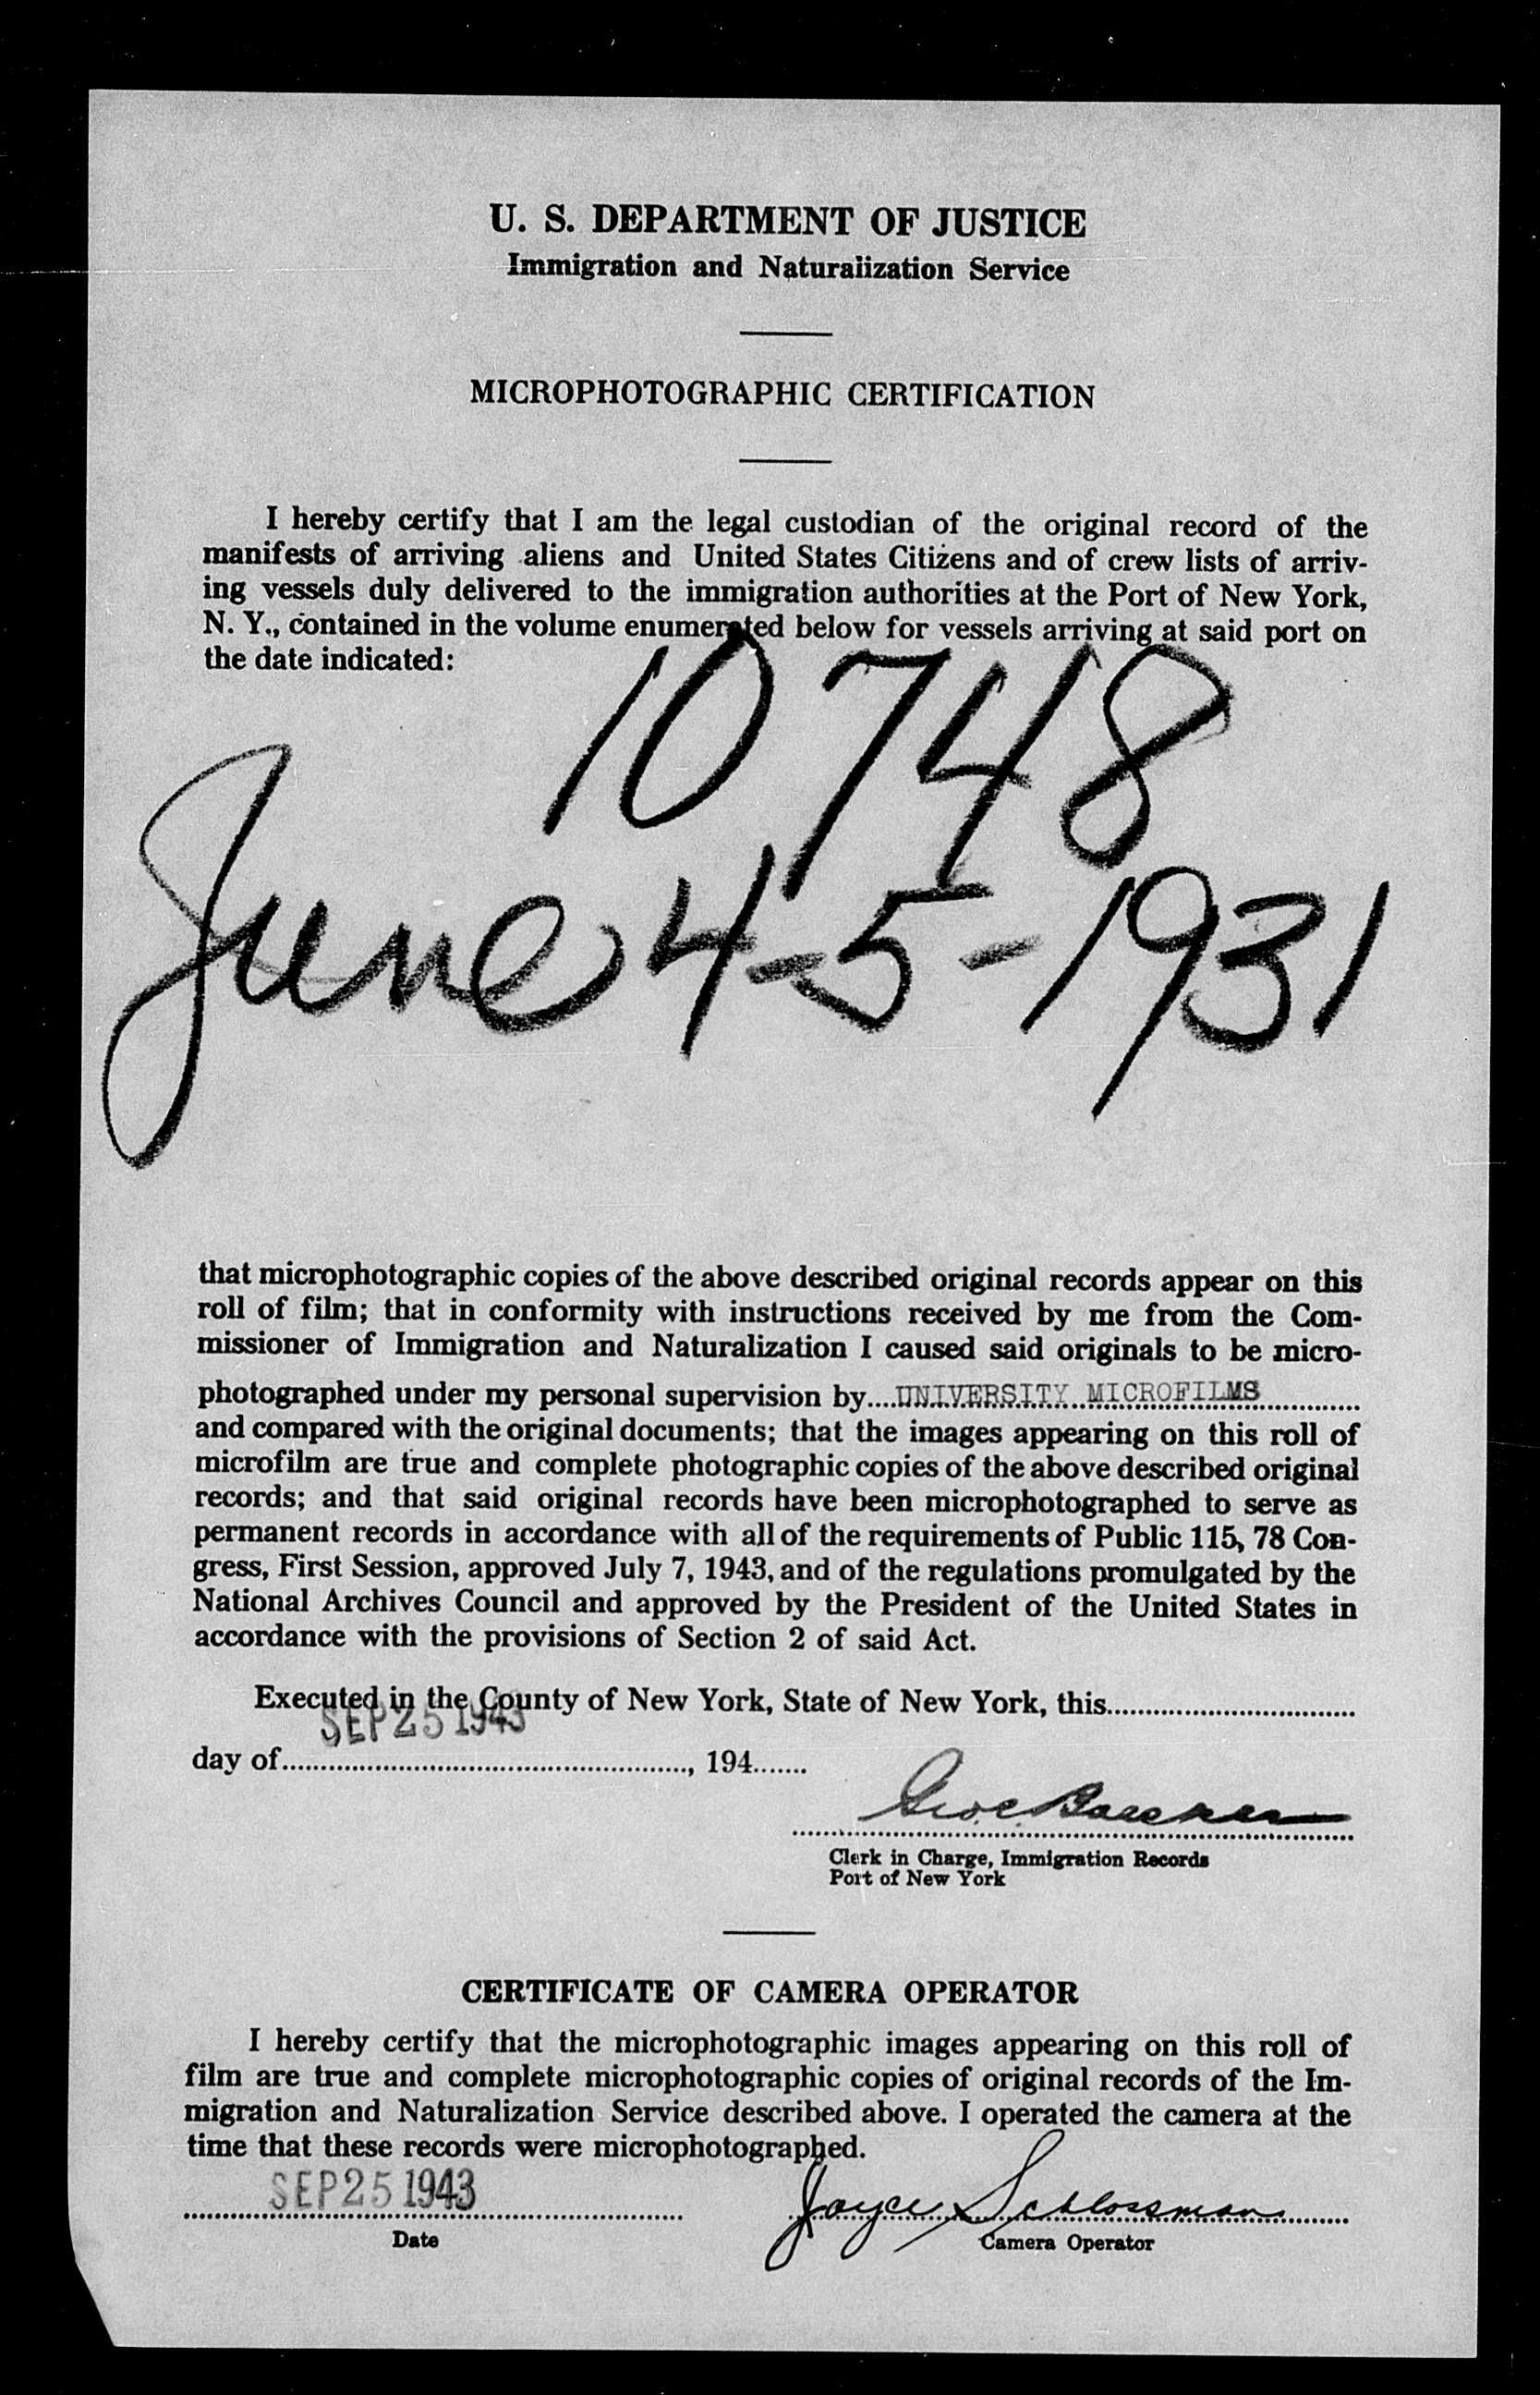 U. S. DEPARTMENT OF JUSTICE
Immigration and Naturalization Service
MICROPHOTOGRAPHIC CERTIFICATION
I hereby certify that I am the legal custodian of the original record of the
manifests of arriving aliens and United States Citizens and of crew lists of arriv-
ing vessels duly delivered to the immigration authorities at the Port of New York,
N. Y., contained in the volume enumerated below for vessels arriving at said port on
the date indicated:
10748
June 4-5-1931
that microphotographic copies of the above described original records appear on this
roll of film; that in conformity with instructions received by me from the Com-
missioner of Immigration and Naturalization I caused said originals to be micro-
photographed under my personal supervision by....UNIVERSITY MICROFILMS
and compared with the original documents; that the images appearing on this roll of
microfilm are true and complete photographic copies of the above described original
records; and that said original records have been microphotographed to serve as
permanent records in accordance with all of the requirements of Public 115, 78 Con-
gress, First Session, approved July 7, 1943, and of the regulations promulgated by the
National Archives Council and approved by the President of the United States in
accordance with the provisions of Section 2 of said Act.
Executed in the County of New York, State of New York, this
SEP 25 1943
day of, 194
Geo. C.
Clerk in Charge, Immigration Records
Port of New York
CERTIFICATE OF CAMERA OPERATOR
I hereby certify that the microphotographic images appearing on this roll of
film are true and complete microphotographic copies of original records of the Im-
migration and Naturalization Service described above. I operated the camera at the
time that these records were microphotographed.
SEP 25 1943 Joyce Schlossman
Date Camera Operator